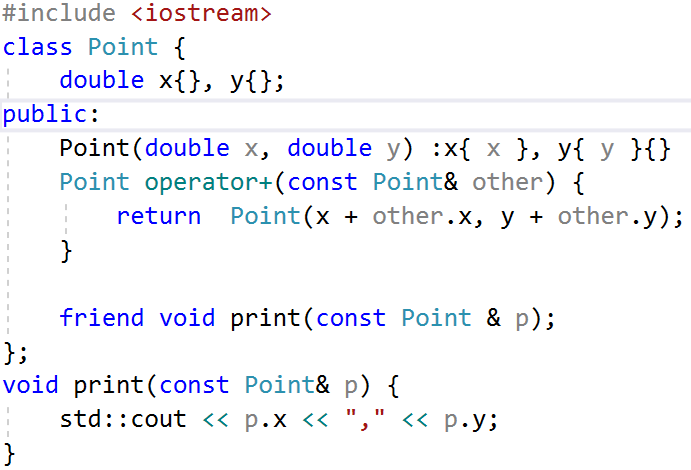 #include <iostream>
class Point {
    double x{}, y{};
public:
    Point(double x, double y) :x{ x }, y{ y }{}
    Point operator+(const Point& other) {
        return  Point(x + other.x, y + other.y);
    }

    friend void print(const Point & p);
};
void print(const Point& p) {
    std::cout << p.x << "," << p.y;
}